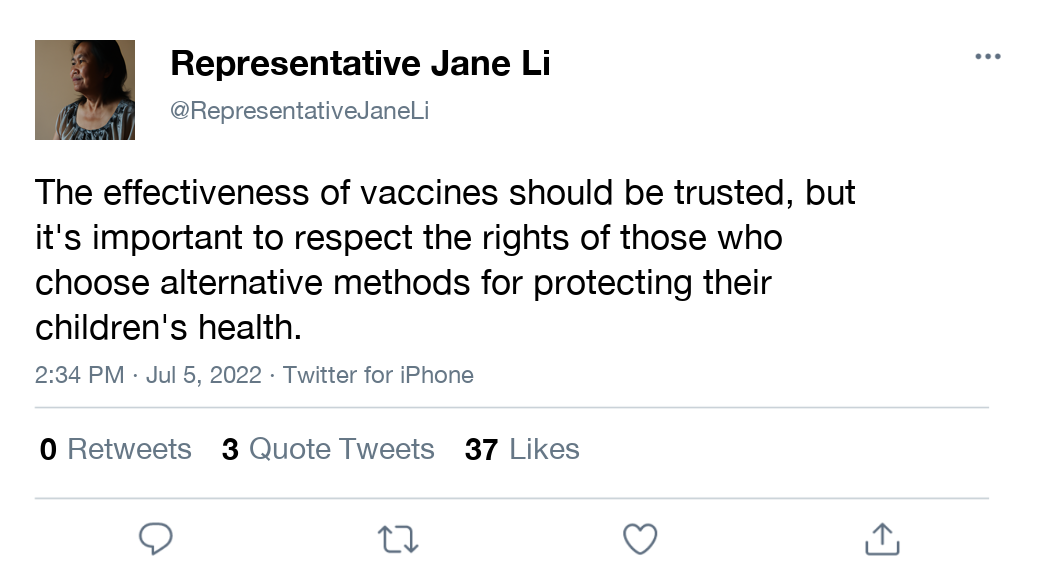 Representative Jane Li
@RepresentativeJaneLi
The effectiveness of vaccines should be trusted, but
it's important to respect the rights of those who
choose alternative methods for protecting their
children's health.
2:34 PM · Jul 5, 2022 · Twitter for iPhone
0 Retweets 3 Quote Tweets 37 Likes